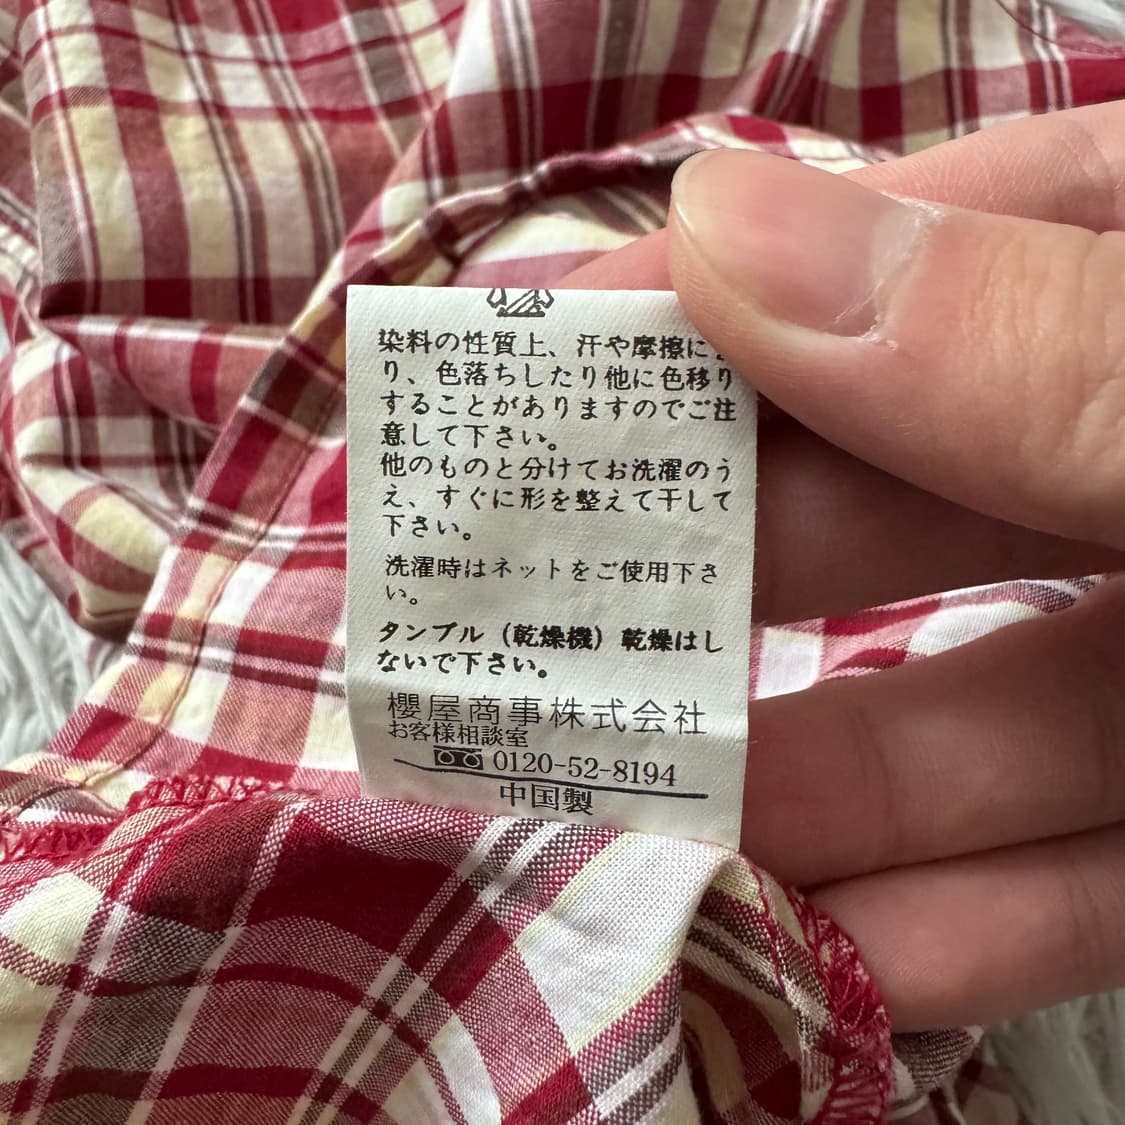 染料の性質上、汗や摩擦によ
り、色落ちしたり他に色移り
することがありますのでご注
意して下さい。
他のものと分けてお洗濯のう
え、すぐに形を整えて干して
下さい。
洗濯時はネットをご使用下さ
い。
タンブル（乾燥機）乾燥はし
ないで下さい。
櫻屋商事株式会社
お客様相談室
0120-52-8194
中国製